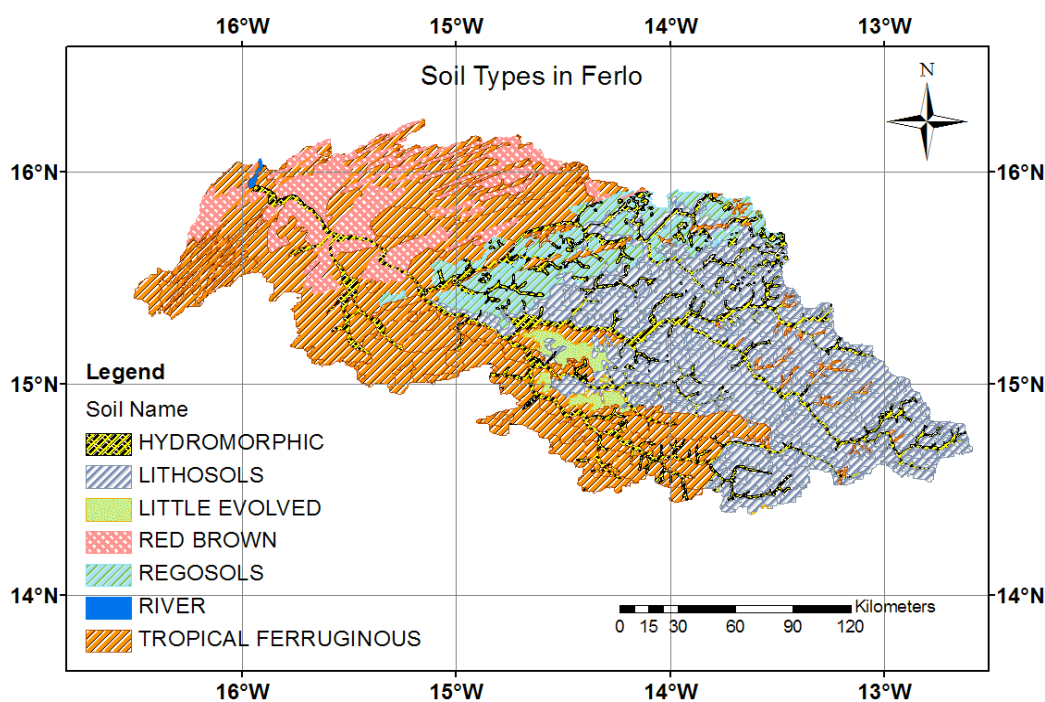 16°W 15°W 14°W 13°W
Soil Types in Ferlo
N
16°N 16°N
15°N 15°N
Legend
Soil Name
HYDROMORPHIC
LITHOSOLS
LITTLE EVOLVED
RED BROWN
REGOSOLS
RIVER
TROPICAL FERRUGINOUS
14°N 14°N
Kilometers
0 15 30 60 90 120
16°W 15°W 14°W 13°W